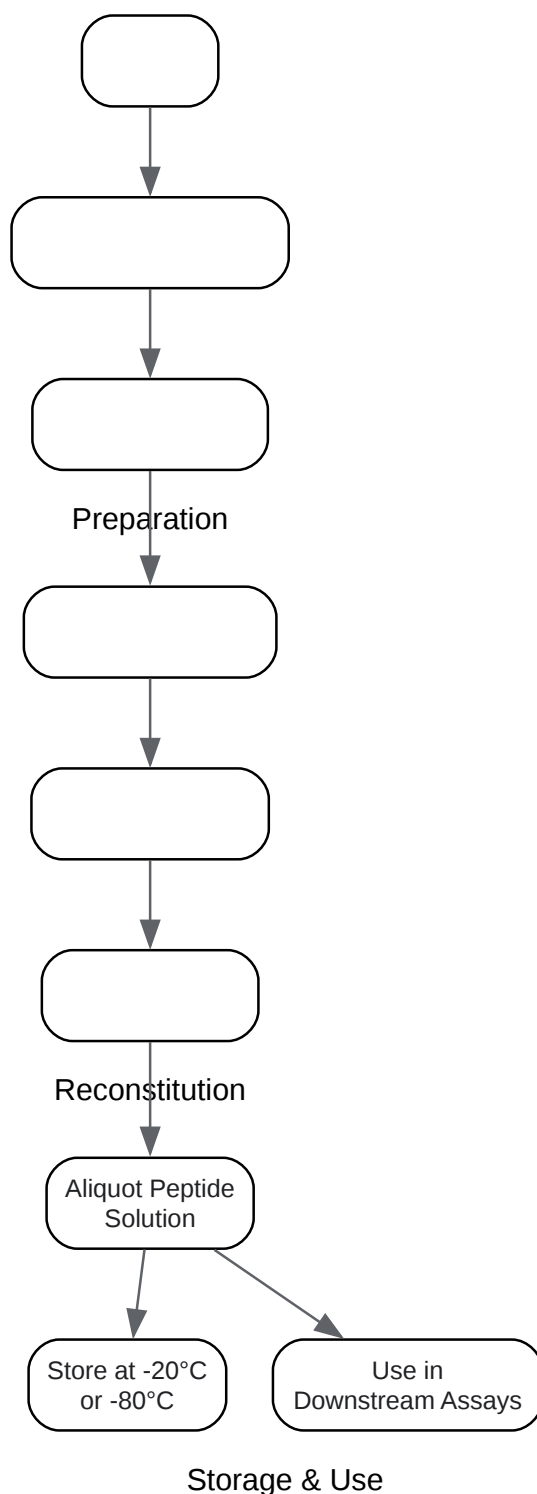 Preparation
Reconstitution
Aliquot Peptide
Solution
Store at -20°C
or -80°C
Use in
Downstream Assays
Storage & Use